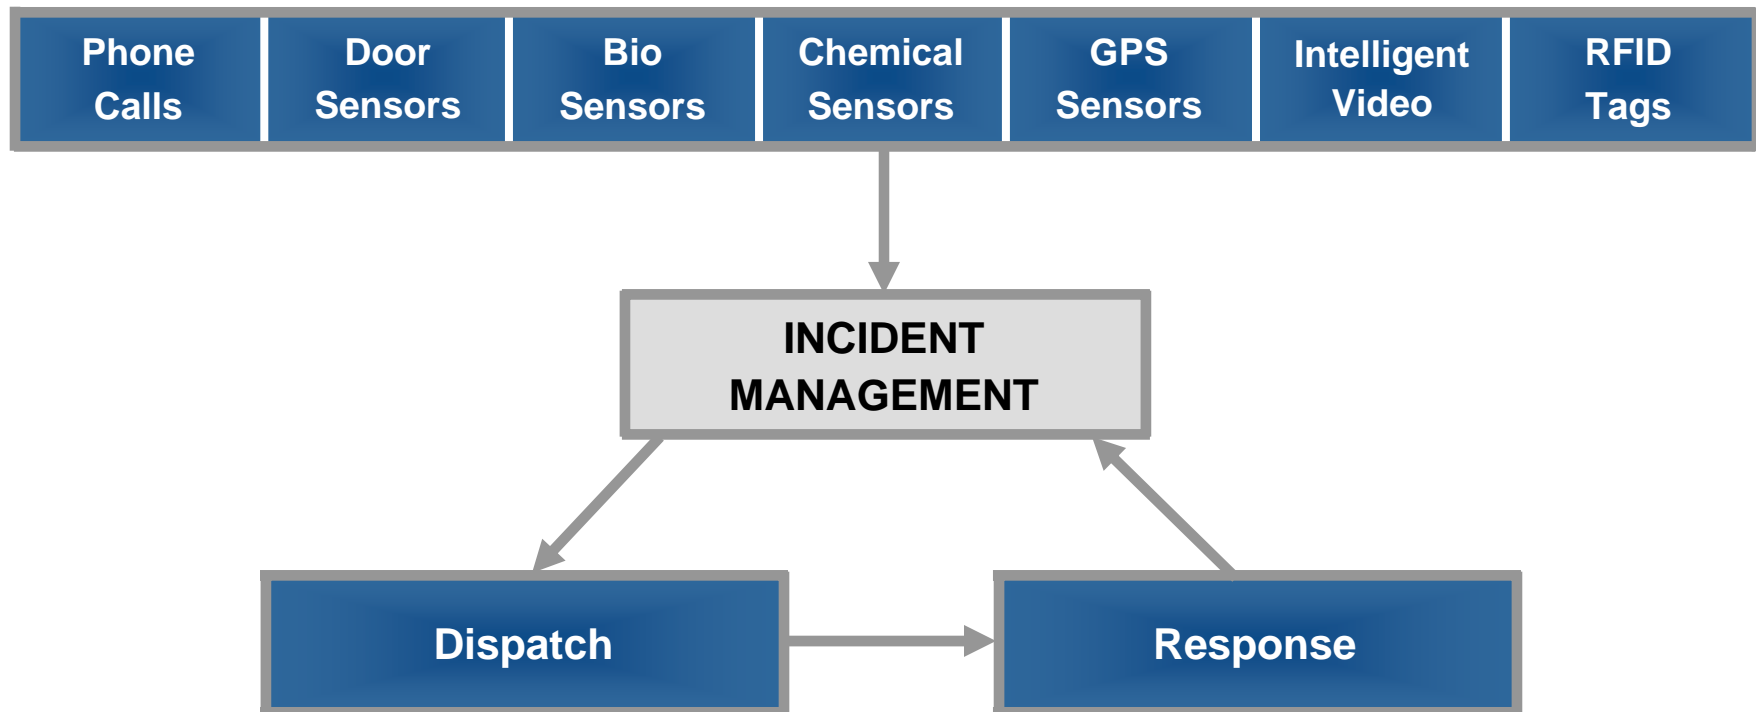 Phone
Calls
Door
Sensors
Bio
Sensors
Chemical
Sensors
GPS
Sensors
Intelligent
Video
RFID
Tags
INCIDENT
MANAGEMENT
Dispatch
Response